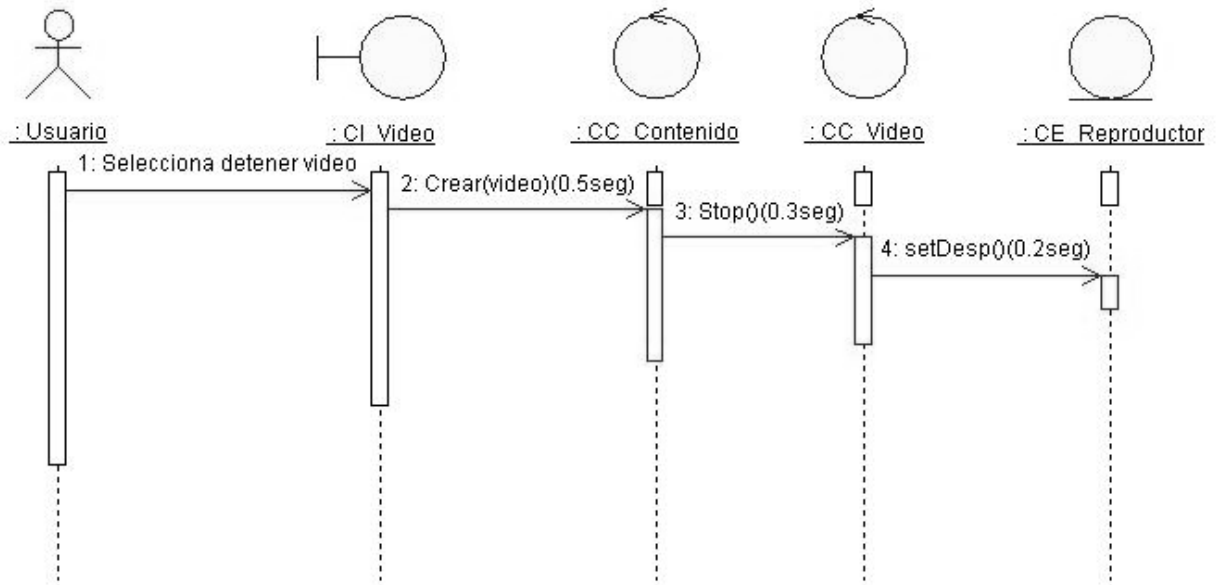 : Usuario
: CI_Video
: CC_Contenido
: CC_Video
: CE_Reproductor
1: Selecciona detener video
2: Crear(video)(0.5seg)
3: Stop()(0.3seg)
4: setDesp()(0.2seg)